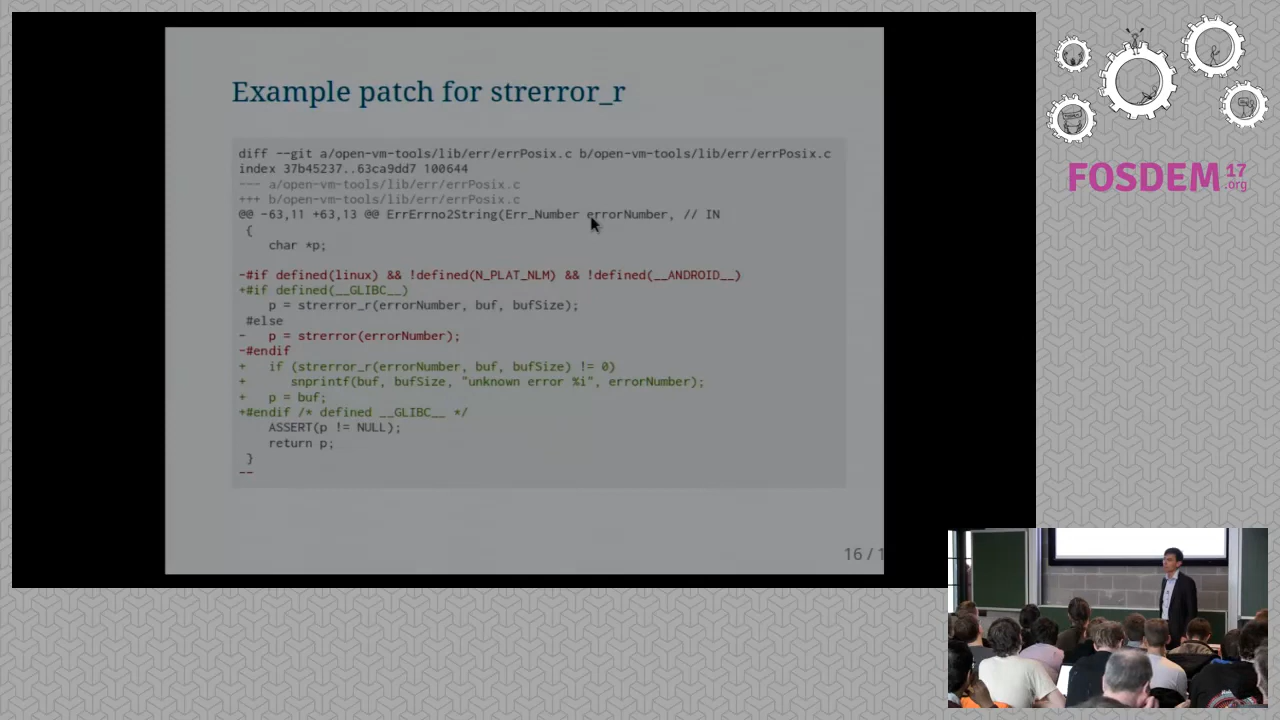 Example patch for strerror_r
diff --git a/open-vm-tools/lib/err/errPosix.c b/open-vm-tools/lib/err/errPosix.c
index 37b45237..63ca9dd7 100644
--- a/open-vm-tools/lib/err/errPosix.c
+++ b/open-vm-tools/lib/err/errPosix.c
@@ -63,11 +63,13 @@ ErrErrno2String(Err_Number errorNumber, // IN
 {
    char *p;
-#if defined(linux) && !defined(N_PLAT_NLM) && !defined(__ANDROID__)
+#if defined(__GLIBC__)
    p = strerror_r(errorNumber, buf, bufSize);
 #else
-   p = strerror(errorNumber);
-#endif
+   if (strerror_r(errorNumber, buf, bufSize) != 0)
+      snprintf(buf, bufSize, "unknown error %i", errorNumber);
+   p = buf;
+#endif /* defined __GLIBC__ */
    ASSERT(p != NULL);
    return p;
 }
--
16 / 1
FOSDEM 17 .org